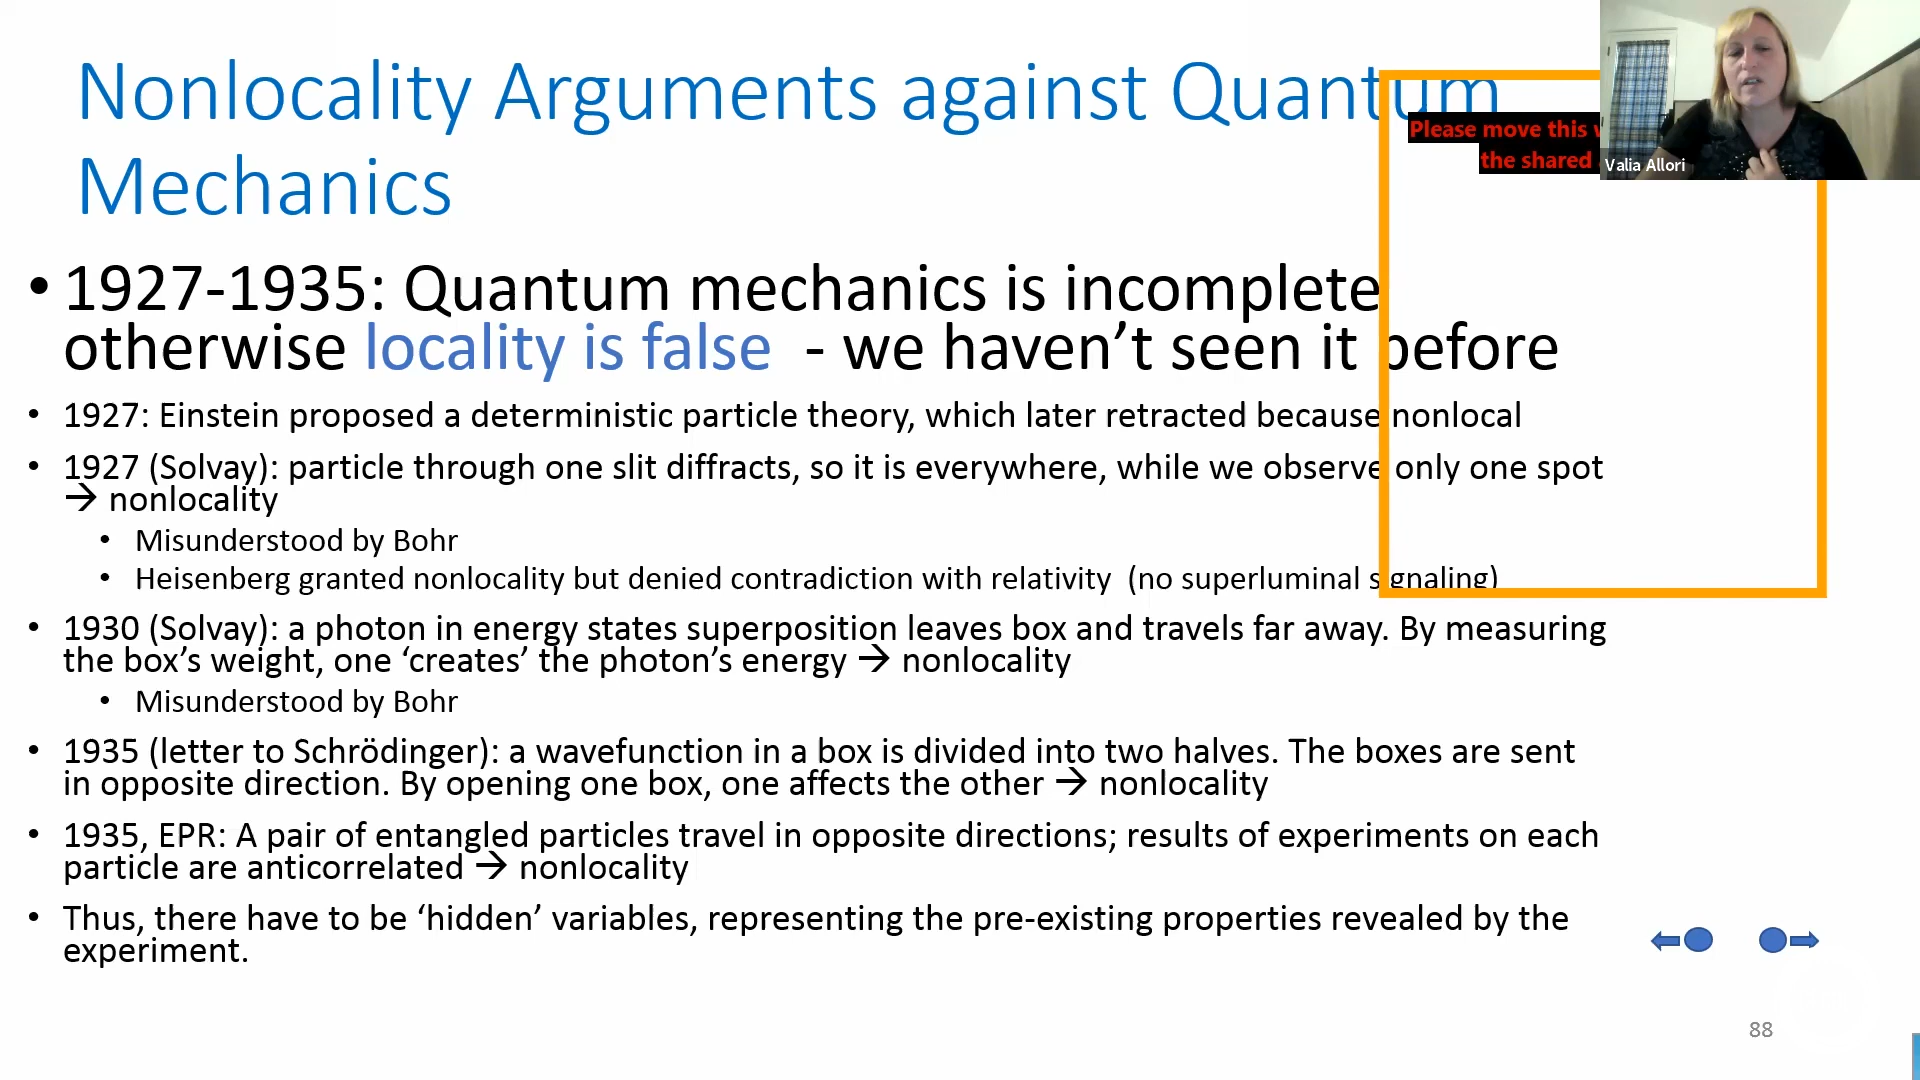 Nonlocality Arguments against Quantum
Mechanics
Please move this
the shared
Valia Allori
• 1927-1935: Quantum mechanics is incomplete
otherwise locality is false - we haven’t seen it before
• 1927: Einstein proposed a deterministic particle theory, which later retracted because nonlocal
• 1927 (Solvay): particle through one slit diffracts, so it is everywhere, while we observe only one spot
→ nonlocality
• Misunderstood by Bohr
• Heisenberg granted nonlocality but denied contradiction with relativity (no superluminal signaling)
• 1930 (Solvay): a photon in energy states superposition leaves box and travels far away. By measuring
the box’s weight, one ‘creates’ the photon’s energy → nonlocality
• Misunderstood by Bohr
• 1935 (letter to Schrödinger): a wavefunction in a box is divided into two halves. The boxes are sent
in opposite direction. By opening one box, one affects the other → nonlocality
• 1935, EPR: A pair of entangled particles travel in opposite directions; results of experiments on each
particle are anticorrelated → nonlocality
• Thus, there have to be ‘hidden’ variables, representing the pre-existing properties revealed by the
experiment.
88